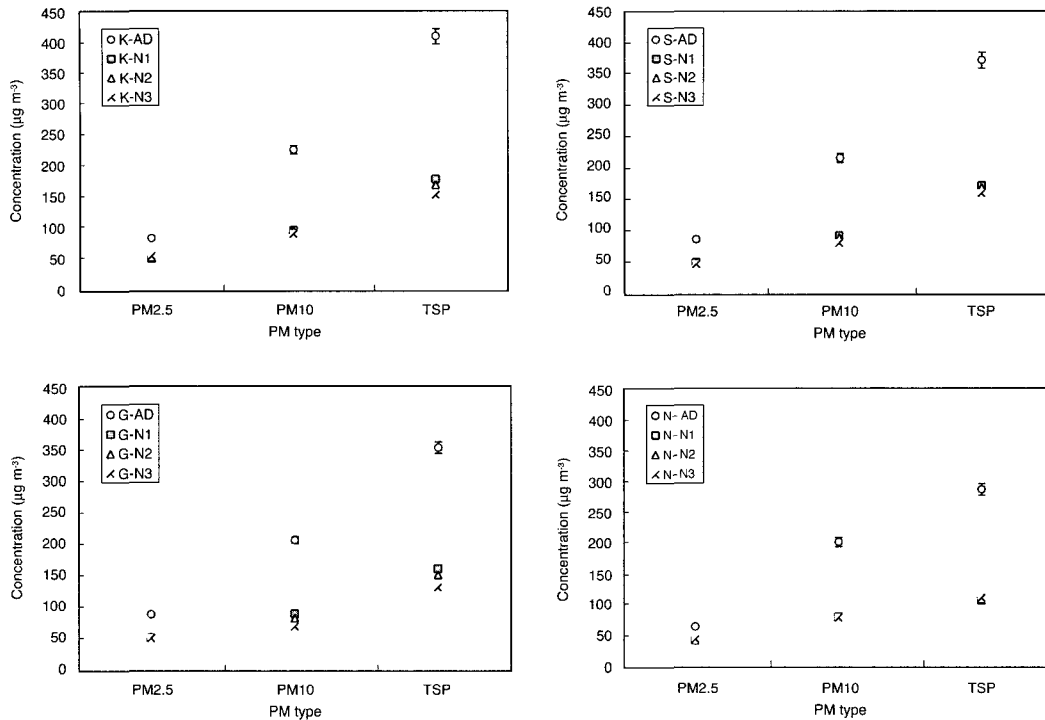 450
400
350
300
250
200
150
100
50
0
Concentration (µg m-3)
K-AD
K-N1
K-N2
K-N3
PM2.5 PM10 TSP
PM type
450
400
350
300
250
200
150
100
50
0
Concentration (µg m-3)
S-AD
S-N1
S-N2
S-N3
PM2.5 PM10 TSP
PM type
450
400
350
300
250
200
150
100
50
0
Concentration (µg m-3)
G-AD
G-N1
G-N2
G-N3
PM2.5 PM10 TSP
PM type
450
400
350
300
250
200
150
100
50
0
Concentration (µg m-3)
N-AD
N-N1
N-N2
N-N3
PM2.5 PM10 TSP
PM type